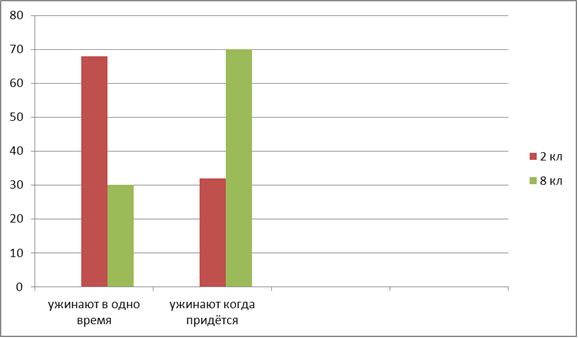 80
70
60
50
40
30
20
10
0
ужинают в одно
время
ужинают когда
придётся
2 кл
8 кл